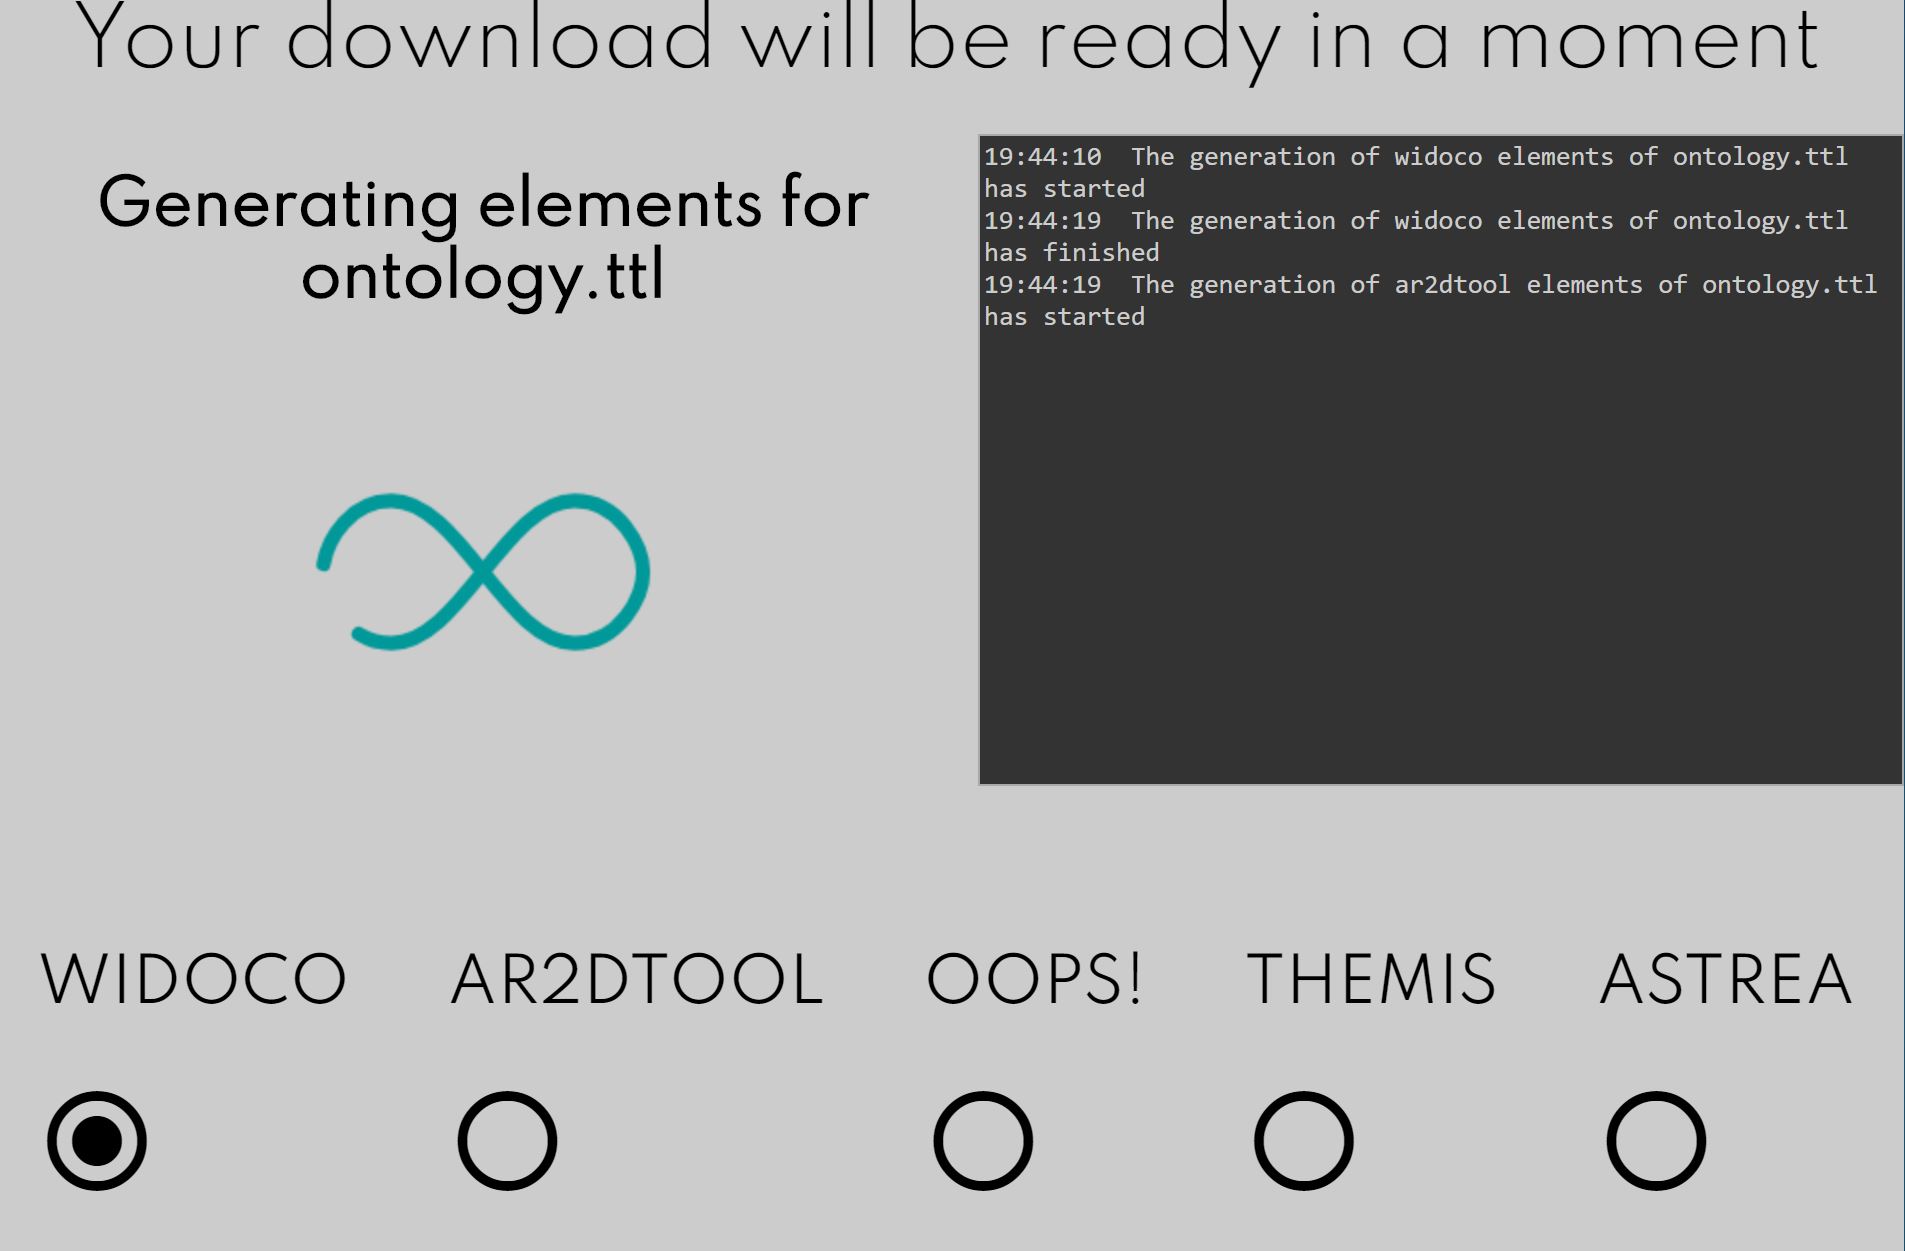 Your download will be ready in a moment
Generating elements for
ontology.ttl
19:44:10  The generation of widoco elements of ontology.ttl
has started
19:44:19  The generation of widoco elements of ontology.ttl
has finished
19:44:19  The generation of ar2dtool elements of ontology.ttl
has started
WIDOCO AR2DTOOL OOPS! THEMIS ASTREA